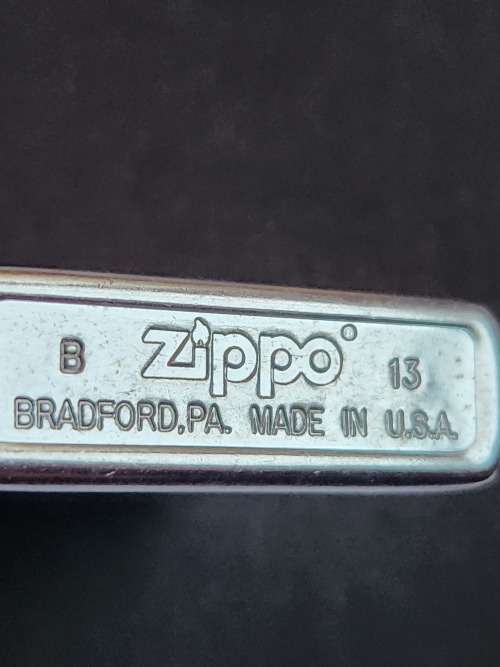 B zippo® 13
BRADFORD,PA. MADE IN U.S.A.